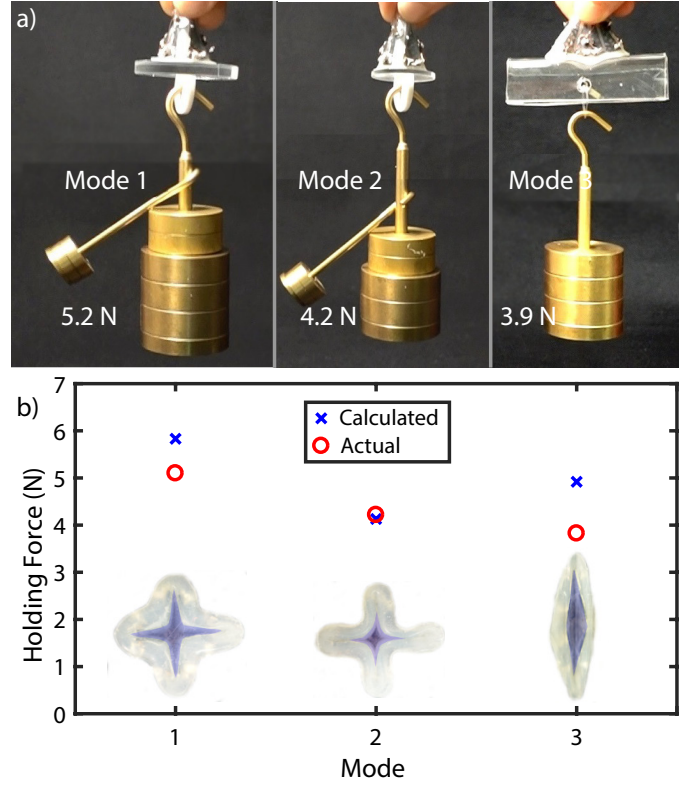 a)
Mode 1
Mode 2
Mode 3
5.2 N
4.2 N
3.9 N
b)
7
6
5
4
3
2
1
0
Holding Force (N)
Calculated
Actual
1
2
3
Mode